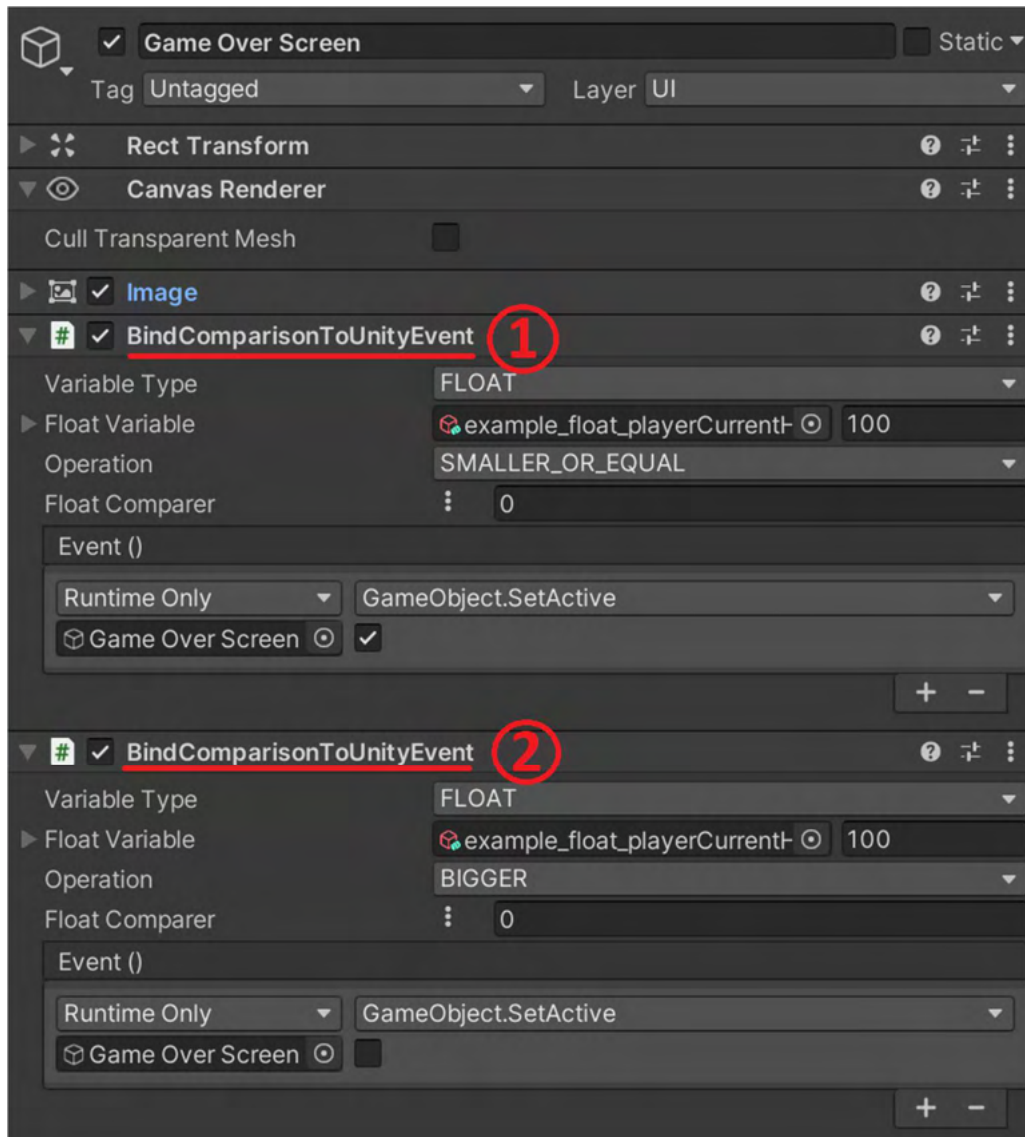 Game Over Screen Static
Tag Untagged Layer UI
Rect Transform
Canvas Renderer
Cull Transparent Mesh
# Image
BindComparisonToUnityEvent 1
Variable Type FLOAT
Float Variable example_float_playerCurrentH 100
Operation SMALLER_OR_EQUAL
Float Comparer 0
Event ()
Runtime Only GameObject.SetActive
Game Over Screen
+ −
# BindComparisonToUnityEvent 2
Variable Type FLOAT
Float Variable example_float_playerCurrentH 100
Operation BIGGER
Float Comparer 0
Event ()
Runtime Only GameObject.SetActive
Game Over Screen
+ −